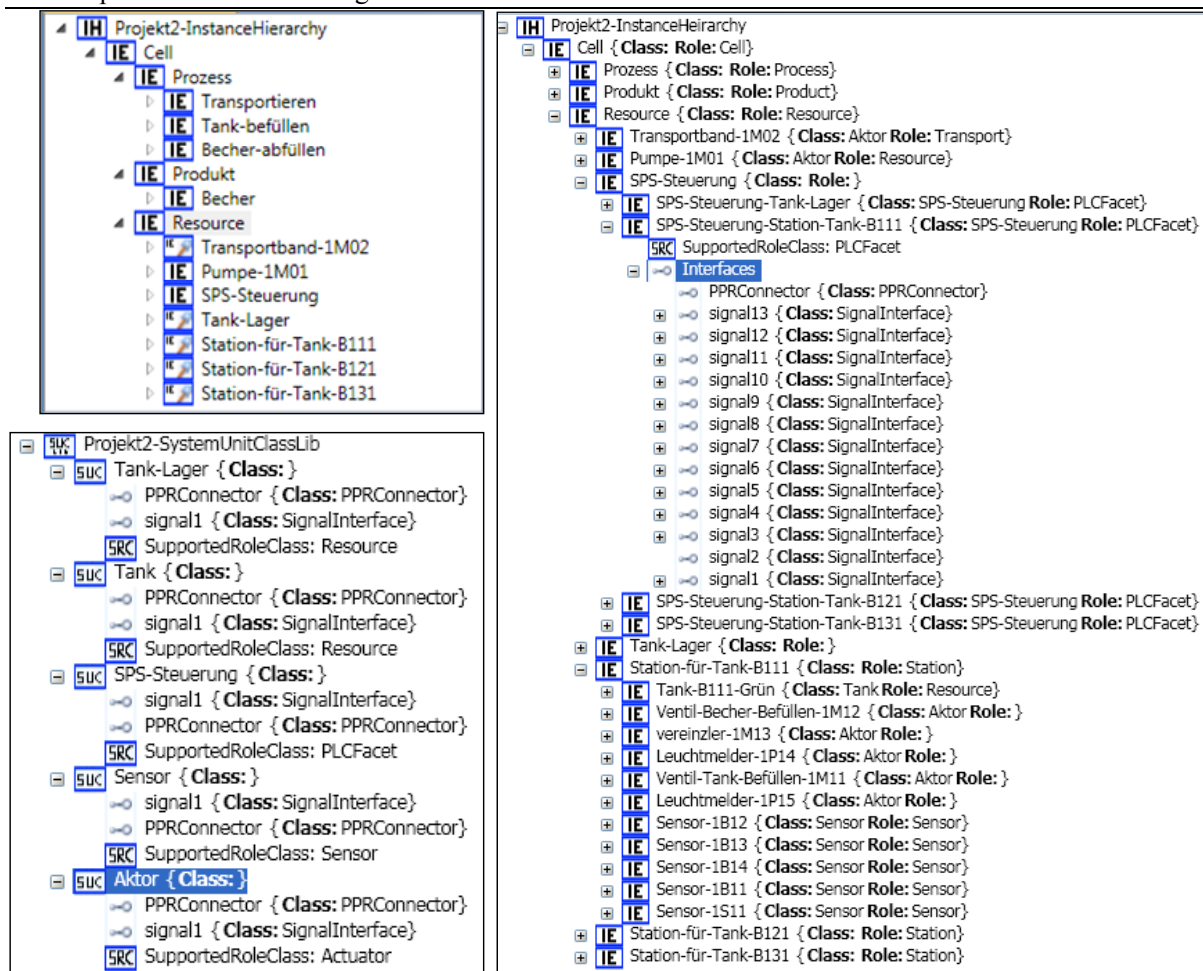 IH Projekt2-InstanceHierarchy
IE Cell
IE Prozess
IE Transportieren
IE Tank-befüllen
IE Becher-abfüllen
IE Produkt
IE Becher
IE Resource
IE Transportband-1M02
IE Pumpe-1M01
IE SPS-Steuerung
IE Tank-Lager
IE Station-für-Tank-B111
IE Station-für-Tank-B121
IE Station-für-Tank-B131
SUC LIB Projekt2-SystemUnitClassLib
SUC Tank-Lager {Class: }
PPRConnector {Class: PPRConnector}
signal1 {Class: SignalInterface}
SRC SupportedRoleClass: Resource
SUC Tank {Class: }
PPRConnector {Class: PPRConnector}
signal1 {Class: SignalInterface}
SRC SupportedRoleClass: Resource
SUC SPS-Steuerung {Class: }
signal1 {Class: SignalInterface}
PPRConnector {Class: PPRConnector}
SRC SupportedRoleClass: PLCFacet
SUC Sensor {Class: }
signal1 {Class: SignalInterface}
PPRConnector {Class: PPRConnector}
SRC SupportedRoleClass: Sensor
SUC Aktor {Class: }
PPRConnector {Class: PPRConnector}
signal1 {Class: SignalInterface}
SRC SupportedRoleClass: Actuator
IH Projekt2-InstanceHeirarchy
IE Cell {Class: Role: Cell}
IE Prozess {Class: Role: Process}
IE Produkt {Class: Role: Product}
IE Resource {Class: Role: Resource}
IE Transportband-1M02 {Class: Aktor Role: Transport}
IE Pumpe-1M01 {Class: Aktor Role: Resource}
IE SPS-Steuerung {Class: Role: }
IE SPS-Steuerung-Tank-Lager {Class: SPS-Steuerung Role: PLCFacet}
IE SPS-Steuerung-Station-Tank-B111 {Class: SPS-Steuerung Role: PLCFacet}
SRC SupportedRoleClass: PLCFacet
Interfaces
PPRConnector {Class: PPRConnector}
signal13 {Class: SignalInterface}
signal12 {Class: SignalInterface}
signal11 {Class: SignalInterface}
signal10 {Class: SignalInterface}
signal9 {Class: SignalInterface}
signal8 {Class: SignalInterface}
signal7 {Class: SignalInterface}
signal6 {Class: SignalInterface}
signal5 {Class: SignalInterface}
signal4 {Class: SignalInterface}
signal3 {Class: SignalInterface}
signal2 {Class: SignalInterface}
signal1 {Class: SignalInterface}
IE SPS-Steuerung-Station-Tank-B121 {Class: SPS-Steuerung Role: PLCFacet}
IE SPS-Steuerung-Station-Tank-B131 {Class: SPS-Steuerung Role: PLCFacet}
IE Tank-Lager {Class: Role: }
IE Station-für-Tank-B111 {Class: Role: Station}
IE Tank-B111-Grün {Class: Tank Role: Resource}
IE Ventil-Becher-Befüllen-1M12 {Class: Aktor Role: }
IE vereinzler-1M13 {Class: Aktor Role: }
IE Leuchtmelder-1P14 {Class: Aktor Role: }
IE Ventil-Tank-Befüllen-1M11 {Class: Aktor Role: }
IE Leuchtmelder-1P15 {Class: Aktor Role: }
IE Sensor-1B12 {Class: Sensor Role: Sensor}
IE Sensor-1B13 {Class: Sensor Role: Sensor}
IE Sensor-1B14 {Class: Sensor Role: Sensor}
IE Sensor-1B11 {Class: Sensor Role: Sensor}
IE Sensor-1S11 {Class: Sensor Role: Sensor}
IE Station-für-Tank-B121 {Class: Role: Station}
IE Station-für-Tank-B131 {Class: Role: Station}